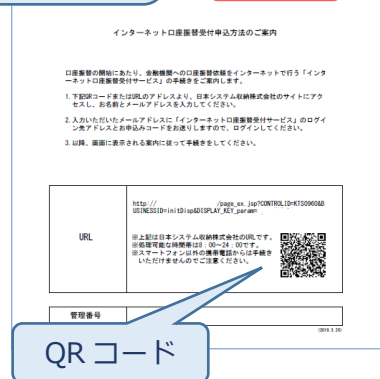 インターネット口座振替受付申込方法のご案内
口座振替の開始にあたり、金融機関への口座振替依頼をインターネットで行う「インタ
ーネット口座振替受付サービス」の手続きをご案内します。
1. 下記QRコードまたはURLのアドレスより、日本システム収納株式会社のサイトにアク
セスし、お名前とメールアドレスを入力してください。
2. 入力いただいたメールアドレスに「インターネット口座振替受付サービス」のログイ
ン先アドレスとお申込みコードをお送りしますので、ログインしてください。
3. 以降、画面に表示される案内に従って手続きをしてください。
URL
http:// /page_ex.jsp?CONTROLID=KTS0960&B
USINESSID=initDisp&DISPLAY_KEY_param=
※上記は日本システム収納株式会社のURLです。
※処理可能な時間帯は8:00～24:00です。
※スマートフォン以外の携帯電話からは手続き
いただけませんのでご注意ください。
管理番号
(2016.3.28)
QRコード